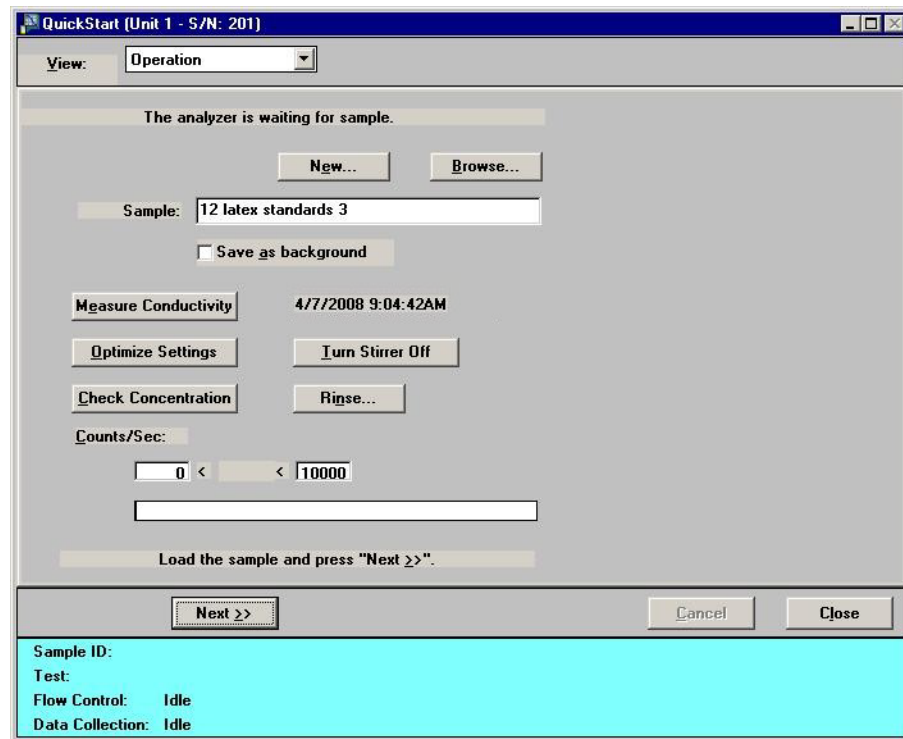 QuickStart (Unit 1 - S/N: 201)
View: Operation
The analyzer is waiting for sample.
New... Browse...
Sample: 12 latex standards 3
Save as background
Measure Conductivity 4/7/2008 9:04:42AM
Optimize Settings Turn Stirrer Off
Check Concentration Rinse...
Counts/Sec:
0 < < 10000
Load the sample and press "Next >>".
Next >> Cancel Close
Sample ID:
Test:
Flow Control: Idle
Data Collection: Idle